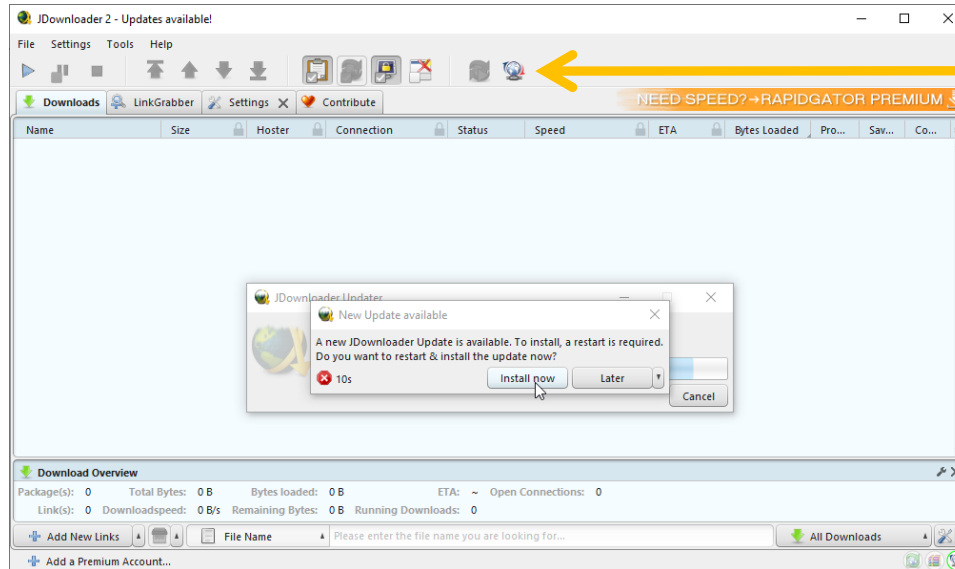 JDownloader 2 - Updates available!
File Settings Tools Help
Downloads LinkGrabber Settings Contribute
NEED SPEED?→RAPIDGATOR PREMIUM
Name Size Hoster Connection Status Speed ETA Bytes Loaded Pro... Sav... Co...
JDownloader Updater
New Update available
A new JDownloader Update is available. To install, a restart is required.
Do you want to restart & install the update now?
10s Install now Later
Cancel
Download Overview
Package(s): 0 Total Bytes: 0 B Bytes loaded: 0 B ETA: ~ Open Connections: 0
Link(s): 0 Downloadspeed: 0 B/s Remaining Bytes: 0 B Running Downloads: 0
Add New Links File Name Please enter the file name you are looking for... All Downloads
Add a Premium Account...